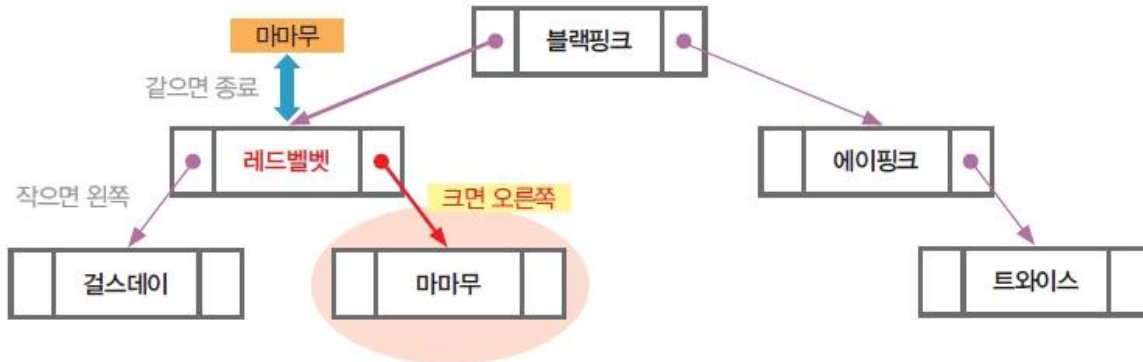 마마무
블랙핑크
같으면 종료
레드벨벳
에이핑크
작으면 왼쪽
크면 오른쪽
걸스데이
마마무
트와이스